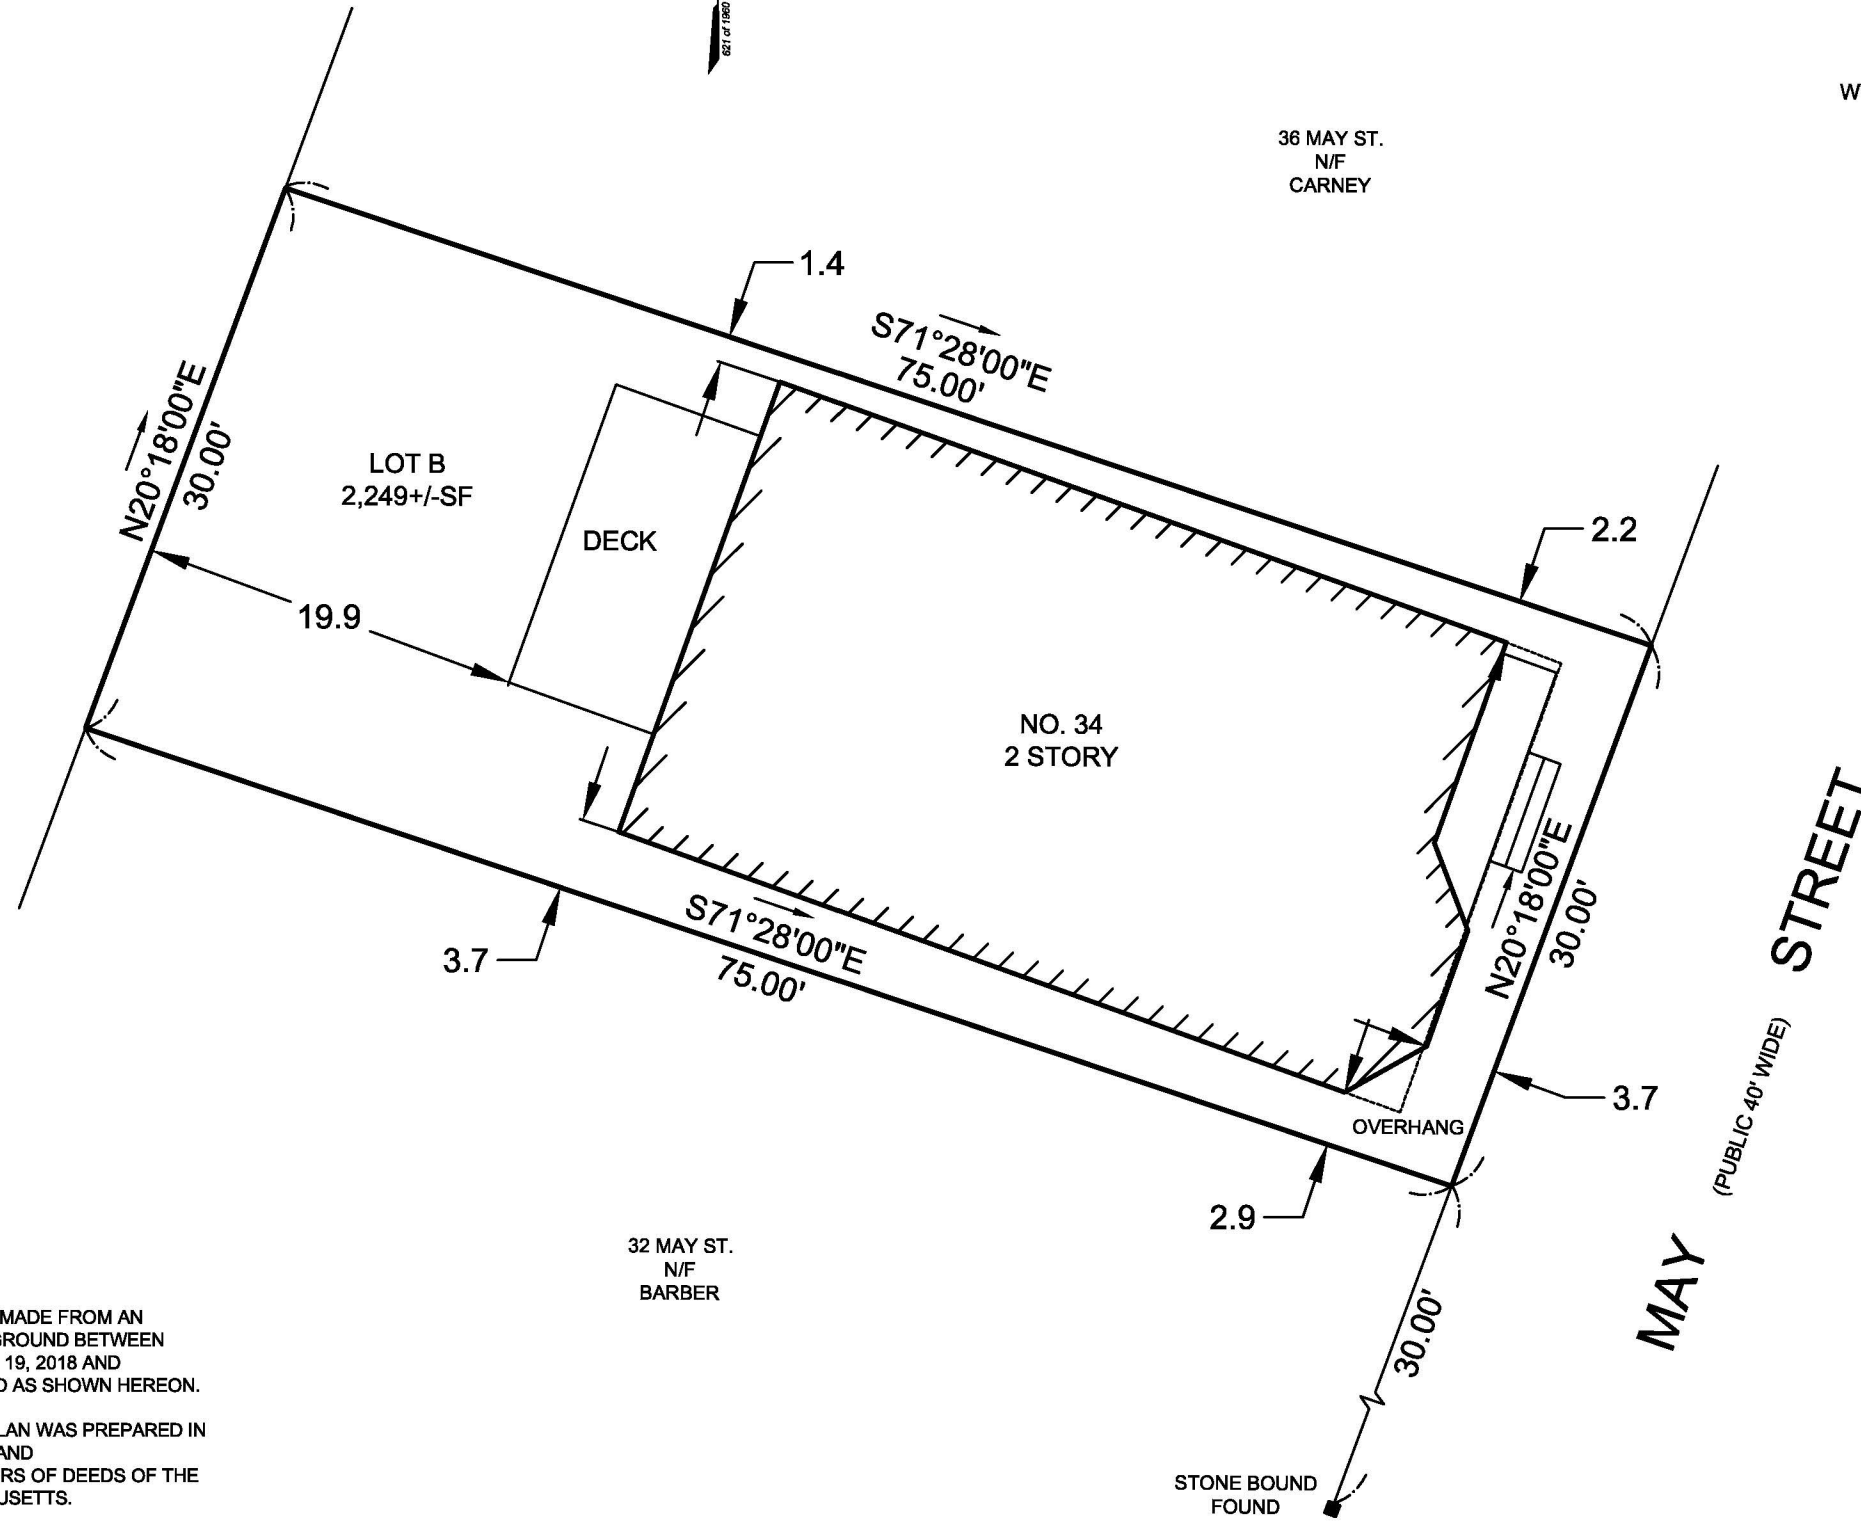 621 of 1960
W
36 MAY ST.
N/F
CARNEY
1.4
S71°28'00"E
75.00'
N20°18'00"E
30.00'
LOT B
2,249+/-SF
DECK
2.2
19.9
NO. 34
2 STORY
N20°18'00"E
30.00'
MAY STREET
(PUBLIC 40' WIDE)
S71°28'00"E
75.00'
3.7
3.7
OVERHANG
2.9
32 MAY ST.
N/F
BARBER
30.00'
MADE FROM AN
GROUND BETWEEN
19, 2018 AND
D AS SHOWN HEREON.
LAN WAS PREPARED IN
AND
RS OF DEEDS OF THE
USETTS.
STONE BOUND
FOUND